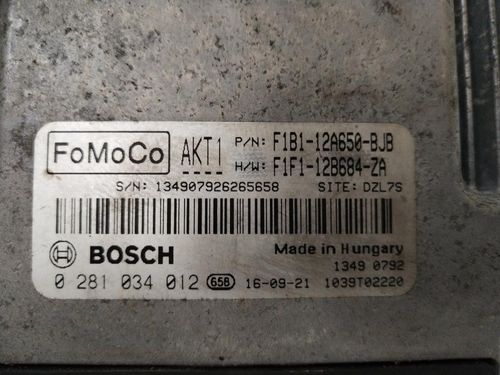 FoMoCo AKT1 P/N: F1B1-12A650-BJB
H/W: F1F1-12B684-ZA
S/N: 134907926265658 SITE: DZL7S
BOSCH Made in Hungary
1349 0792
0 281 034 012 65B 16-09-21 1039T02220